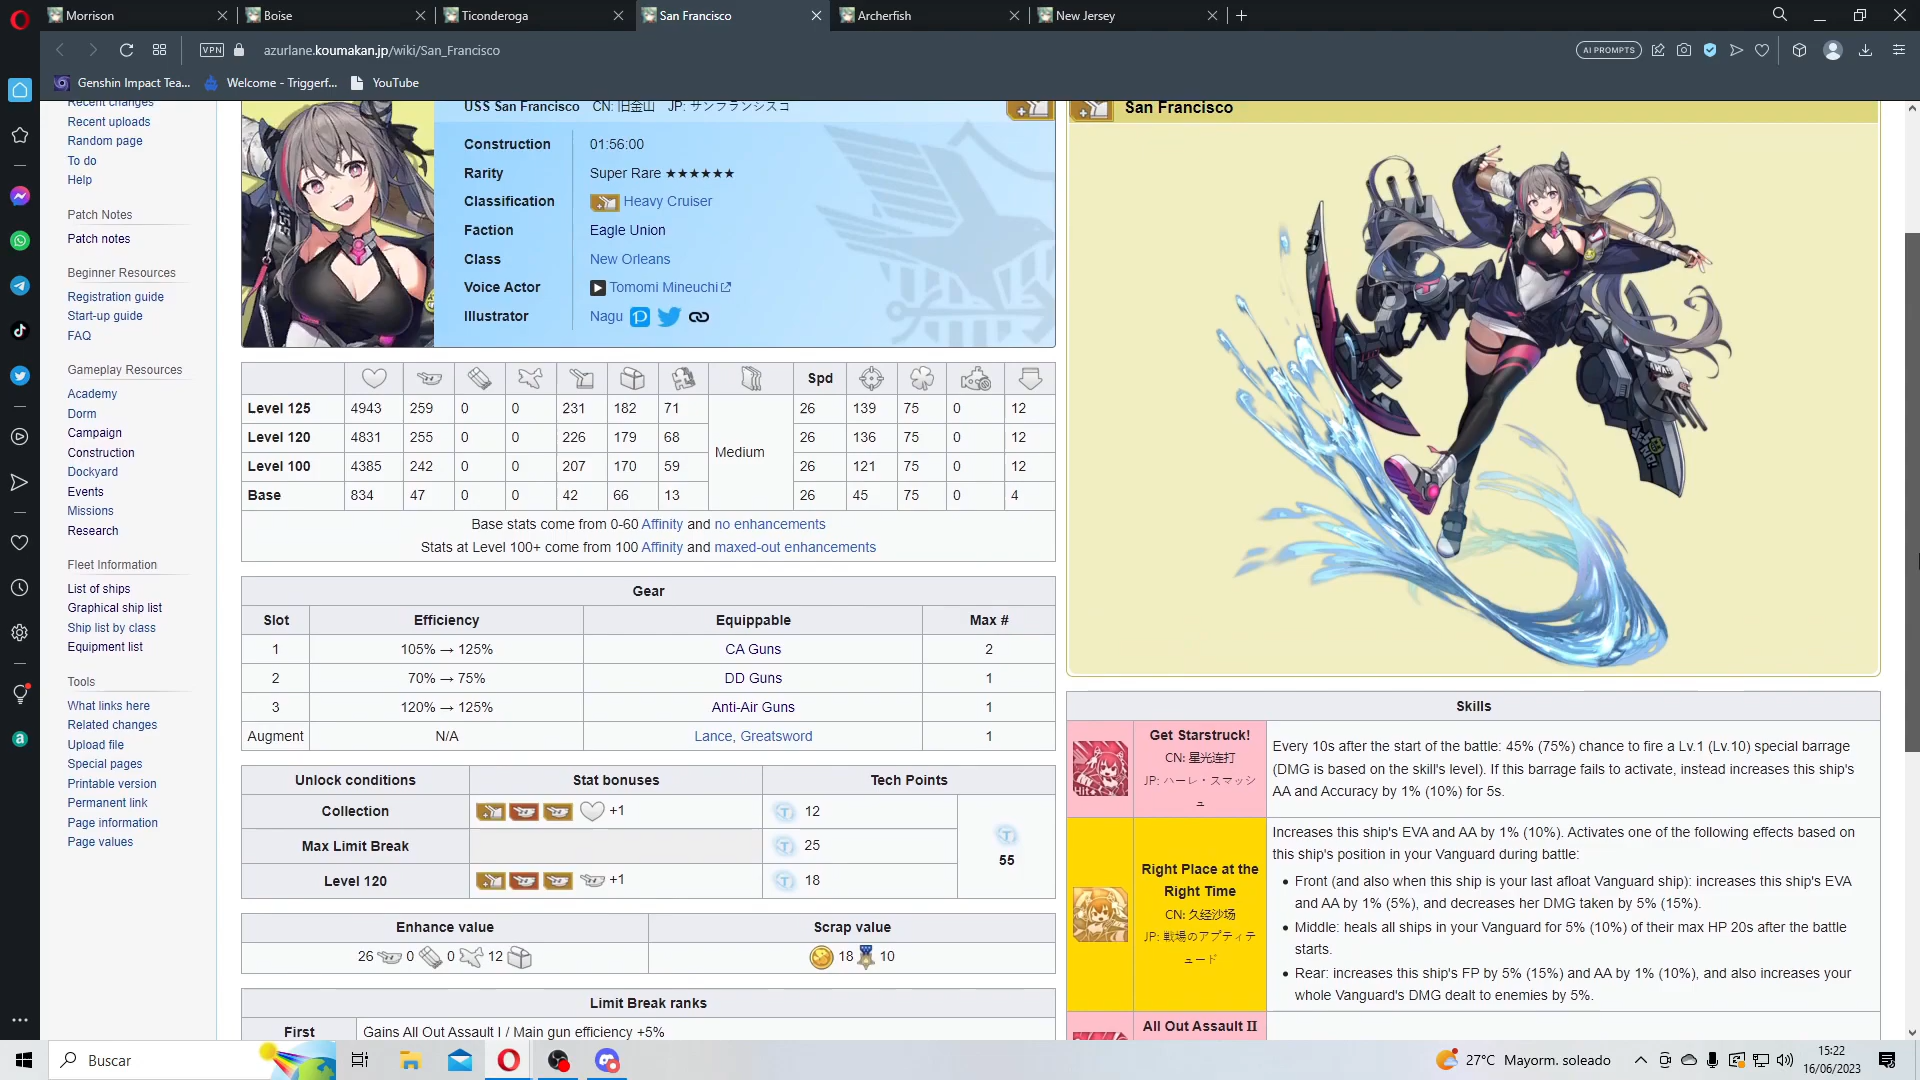 Morrison
Boise
Ticonderoga
San Francisco
Archerfish
New Jersey
VPN
azurlane.koumakan.jp/wiki/San_Francisco
AI PROMPTS
Genshin Impact Tea...
Welcome - Triggerf...
YouTube
Recent changes
Recent uploads
Random page
To do
Help
Patch Notes
Patch notes
Beginner Resources
Registration guide
Start-up guide
FAQ
Gameplay Resources
Academy
Dorm
Campaign
Construction
Dockyard
Events
Missions
Research
Fleet Information
List of ships
Graphical ship list
Ship list by class
Equipment list
Tools
What links here
Related changes
Upload file
Special pages
Printable version
Permanent link
Page information
Page values
USS San Francisco CN: 旧金山 JP: サンフランシスコ
Construction 01:56:00
Rarity Super Rare ★★★★★★
Classification Heavy Cruiser
Faction Eagle Union
Class New Orleans
Voice Actor Tomomi Mineuchi
Illustrator Nagu
Spd
Level 125 4943 259 0 0 231 182 71 26 139 75 0 12
Level 120 4831 255 0 0 226 179 68 26 136 75 0 12
Medium
Level 100 4385 242 0 0 207 170 59 26 121 75 0 12
Base 834 47 0 0 42 66 13 26 45 75 0 4
Base stats come from 0-60 Affinity and no enhancements
Stats at Level 100+ come from 100 Affinity and maxed-out enhancements
Gear
Slot Efficiency Equippable Max #
1 105% → 125% CA Guns 2
2 70% → 75% DD Guns 1
3 120% → 125% Anti-Air Guns 1
Augment N/A Lance, Greatsword 1
Unlock conditions Stat bonuses Tech Points
Collection +1 12
Max Limit Break 25
55
Level 120 +1 18
Enhance value Scrap value
26 0 0 12 18 10
Limit Break ranks
First Gains All Out Assault I / Main gun efficiency +5%
San Francisco
Skills
Get Starstruck!
CN: 星光连打
JP: ハーレ・スマッシュ
Every 10s after the start of the battle: 45% (75%) chance to fire a Lv.1 (Lv.10) special barrage
(DMG is based on the skill's level). If this barrage fails to activate, instead increases this ship's
AA and Accuracy by 1% (10%) for 5s.
Right Place at the
Right Time
CN: 久经沙场
JP: 戦場のアプティテュード
Increases this ship's EVA and AA by 1% (10%). Activates one of the following effects based on
this ship's position in your Vanguard during battle:
• Front (and also when this ship is your last afloat Vanguard ship): increases this ship's EVA
and AA by 1% (5%), and decreases her DMG taken by 5% (15%).
• Middle: heals all ships in your Vanguard for 5% (10%) of their max HP 20s after the battle
starts.
• Rear: increases this ship's FP by 5% (15%) and AA by 1% (10%), and also increases your
whole Vanguard's DMG dealt to enemies by 5%.
All Out Assault II
Buscar
27°C Mayorm. soleado
15:22
16/06/2023